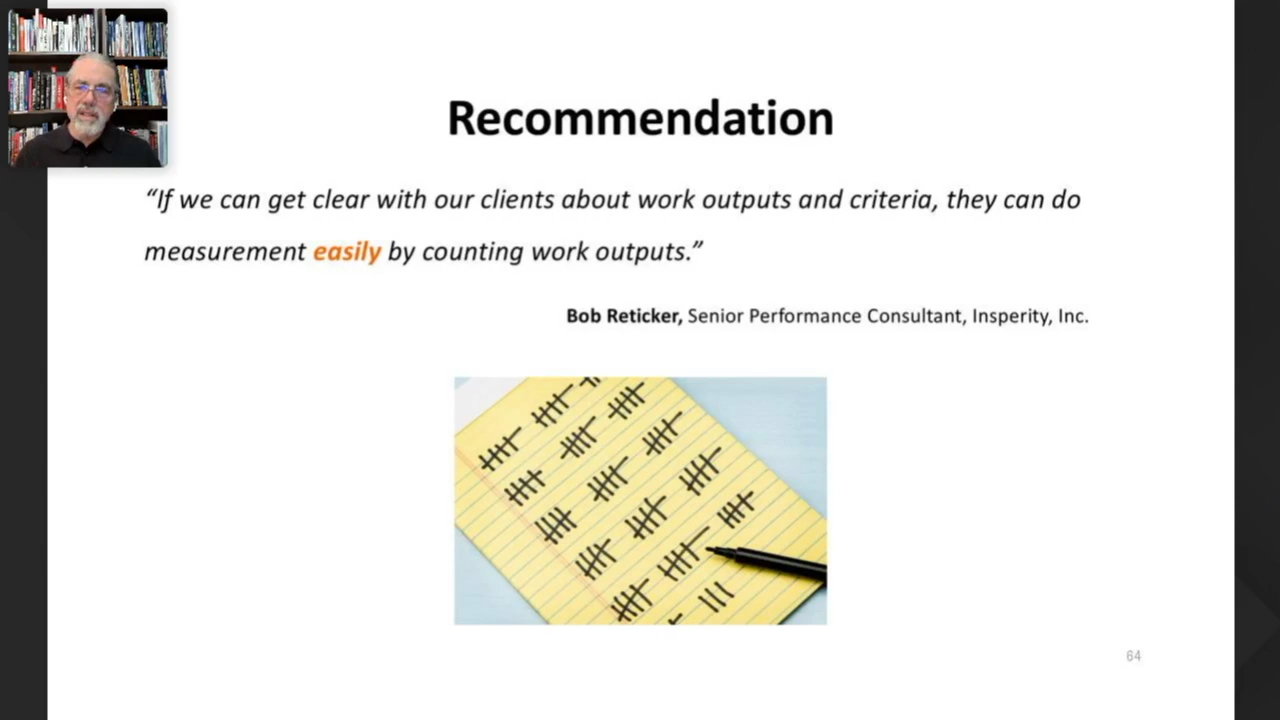 Recommendation
“If we can get clear with our clients about work outputs and criteria, they can do
measurement easily by counting work outputs.”
Bob Reticker, Senior Performance Consultant, Insperity, Inc.
64